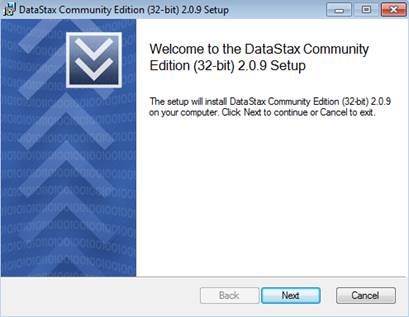 DataStax Community Edition (32-bit) 2.0.9 Setup
Welcome to the DataStax Community
Edition (32-bit) 2.0.9 Setup
The setup will install DataStax Community Edition (32-bit) 2.0.9
on your computer. Click Next to continue or Cancel to exit.
Back
Next
Cancel